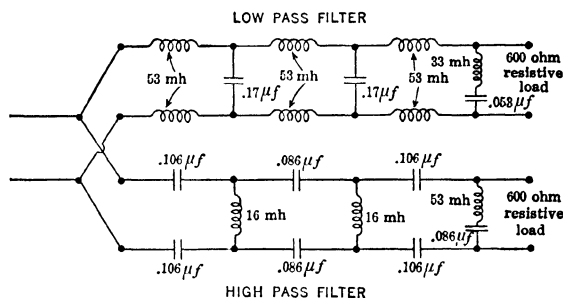 LOW PASS FILTER
53 mh
53 mh
53 mh
33 mh
600 ohm
resistive
load
.17μf
.17μf
.053μf
.106μf
.086μf
.106μf
16 mh
16 mh
53 mh
600 ohm
resistive
load
.086μf
.106μf
.086μf
.106μf
HIGH PASS FILTER